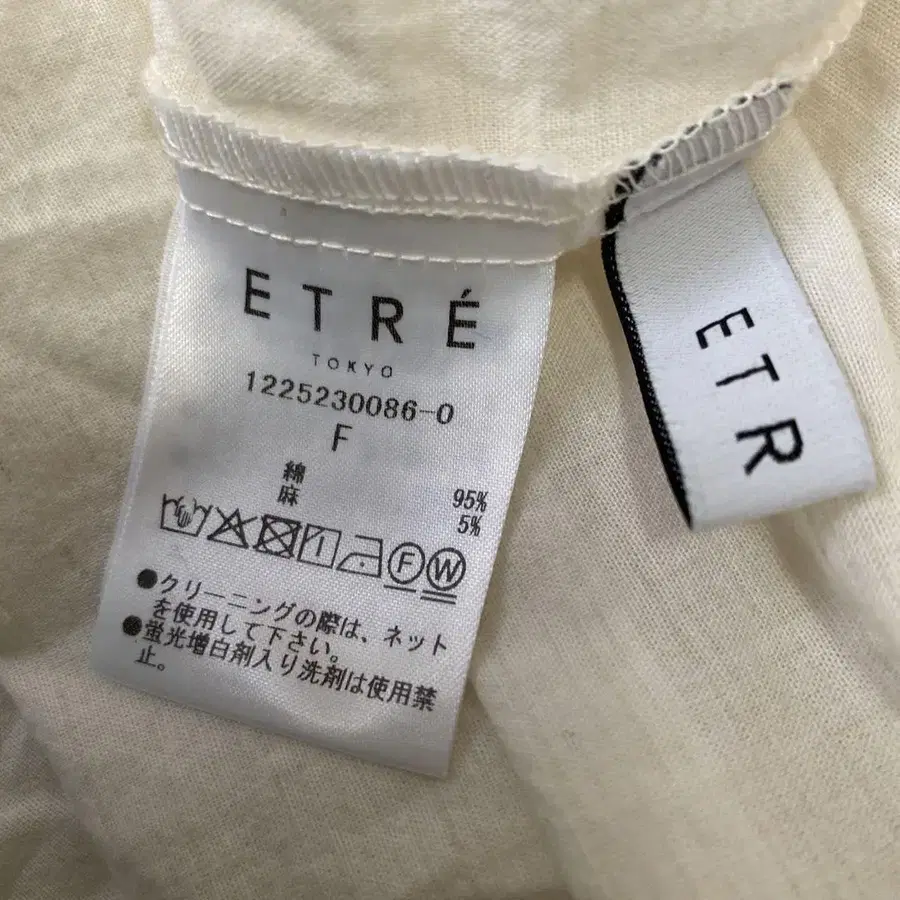 ETRÉ
TOKYO
1225230086-0
F
綿 95%
麻 5%
F W
●クリーニングの際は、ネット
を使用して下さい。
●蛍光増白剤入り洗剤は使用禁
止。
ETR